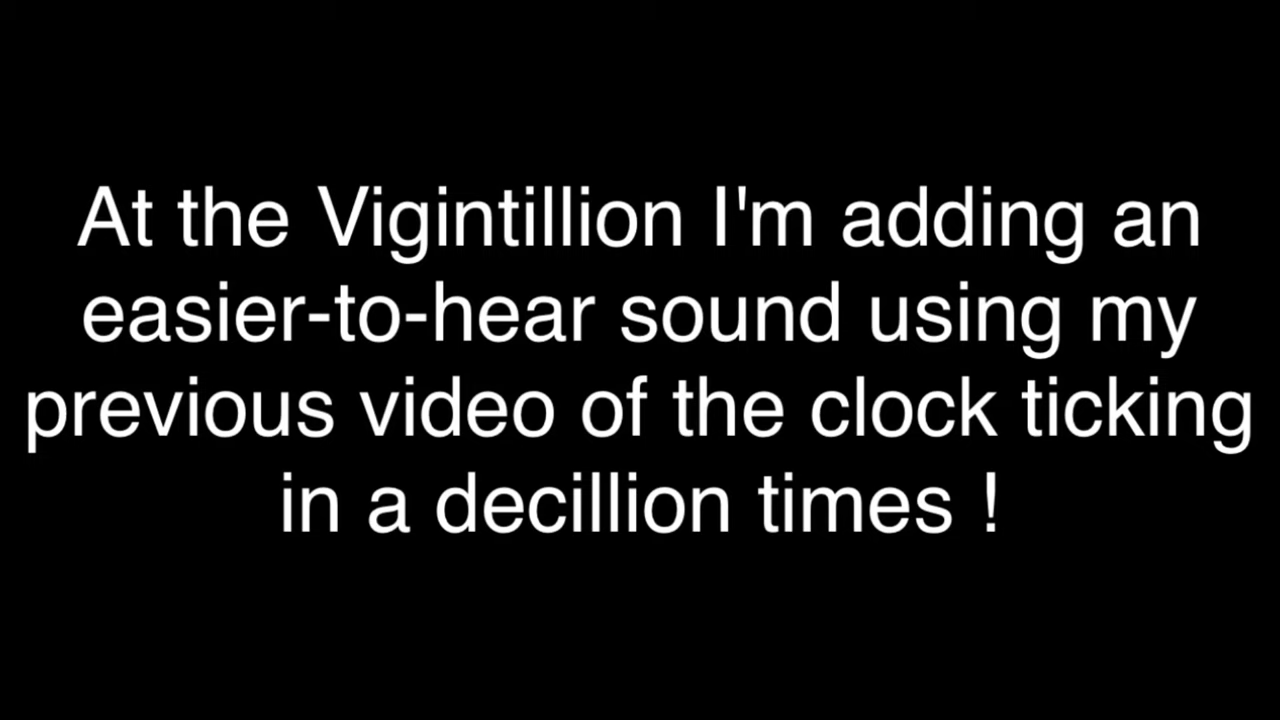 At the Vigintillion I'm adding an
easier-to-hear sound using my
previous video of the clock ticking
in a decillion times !